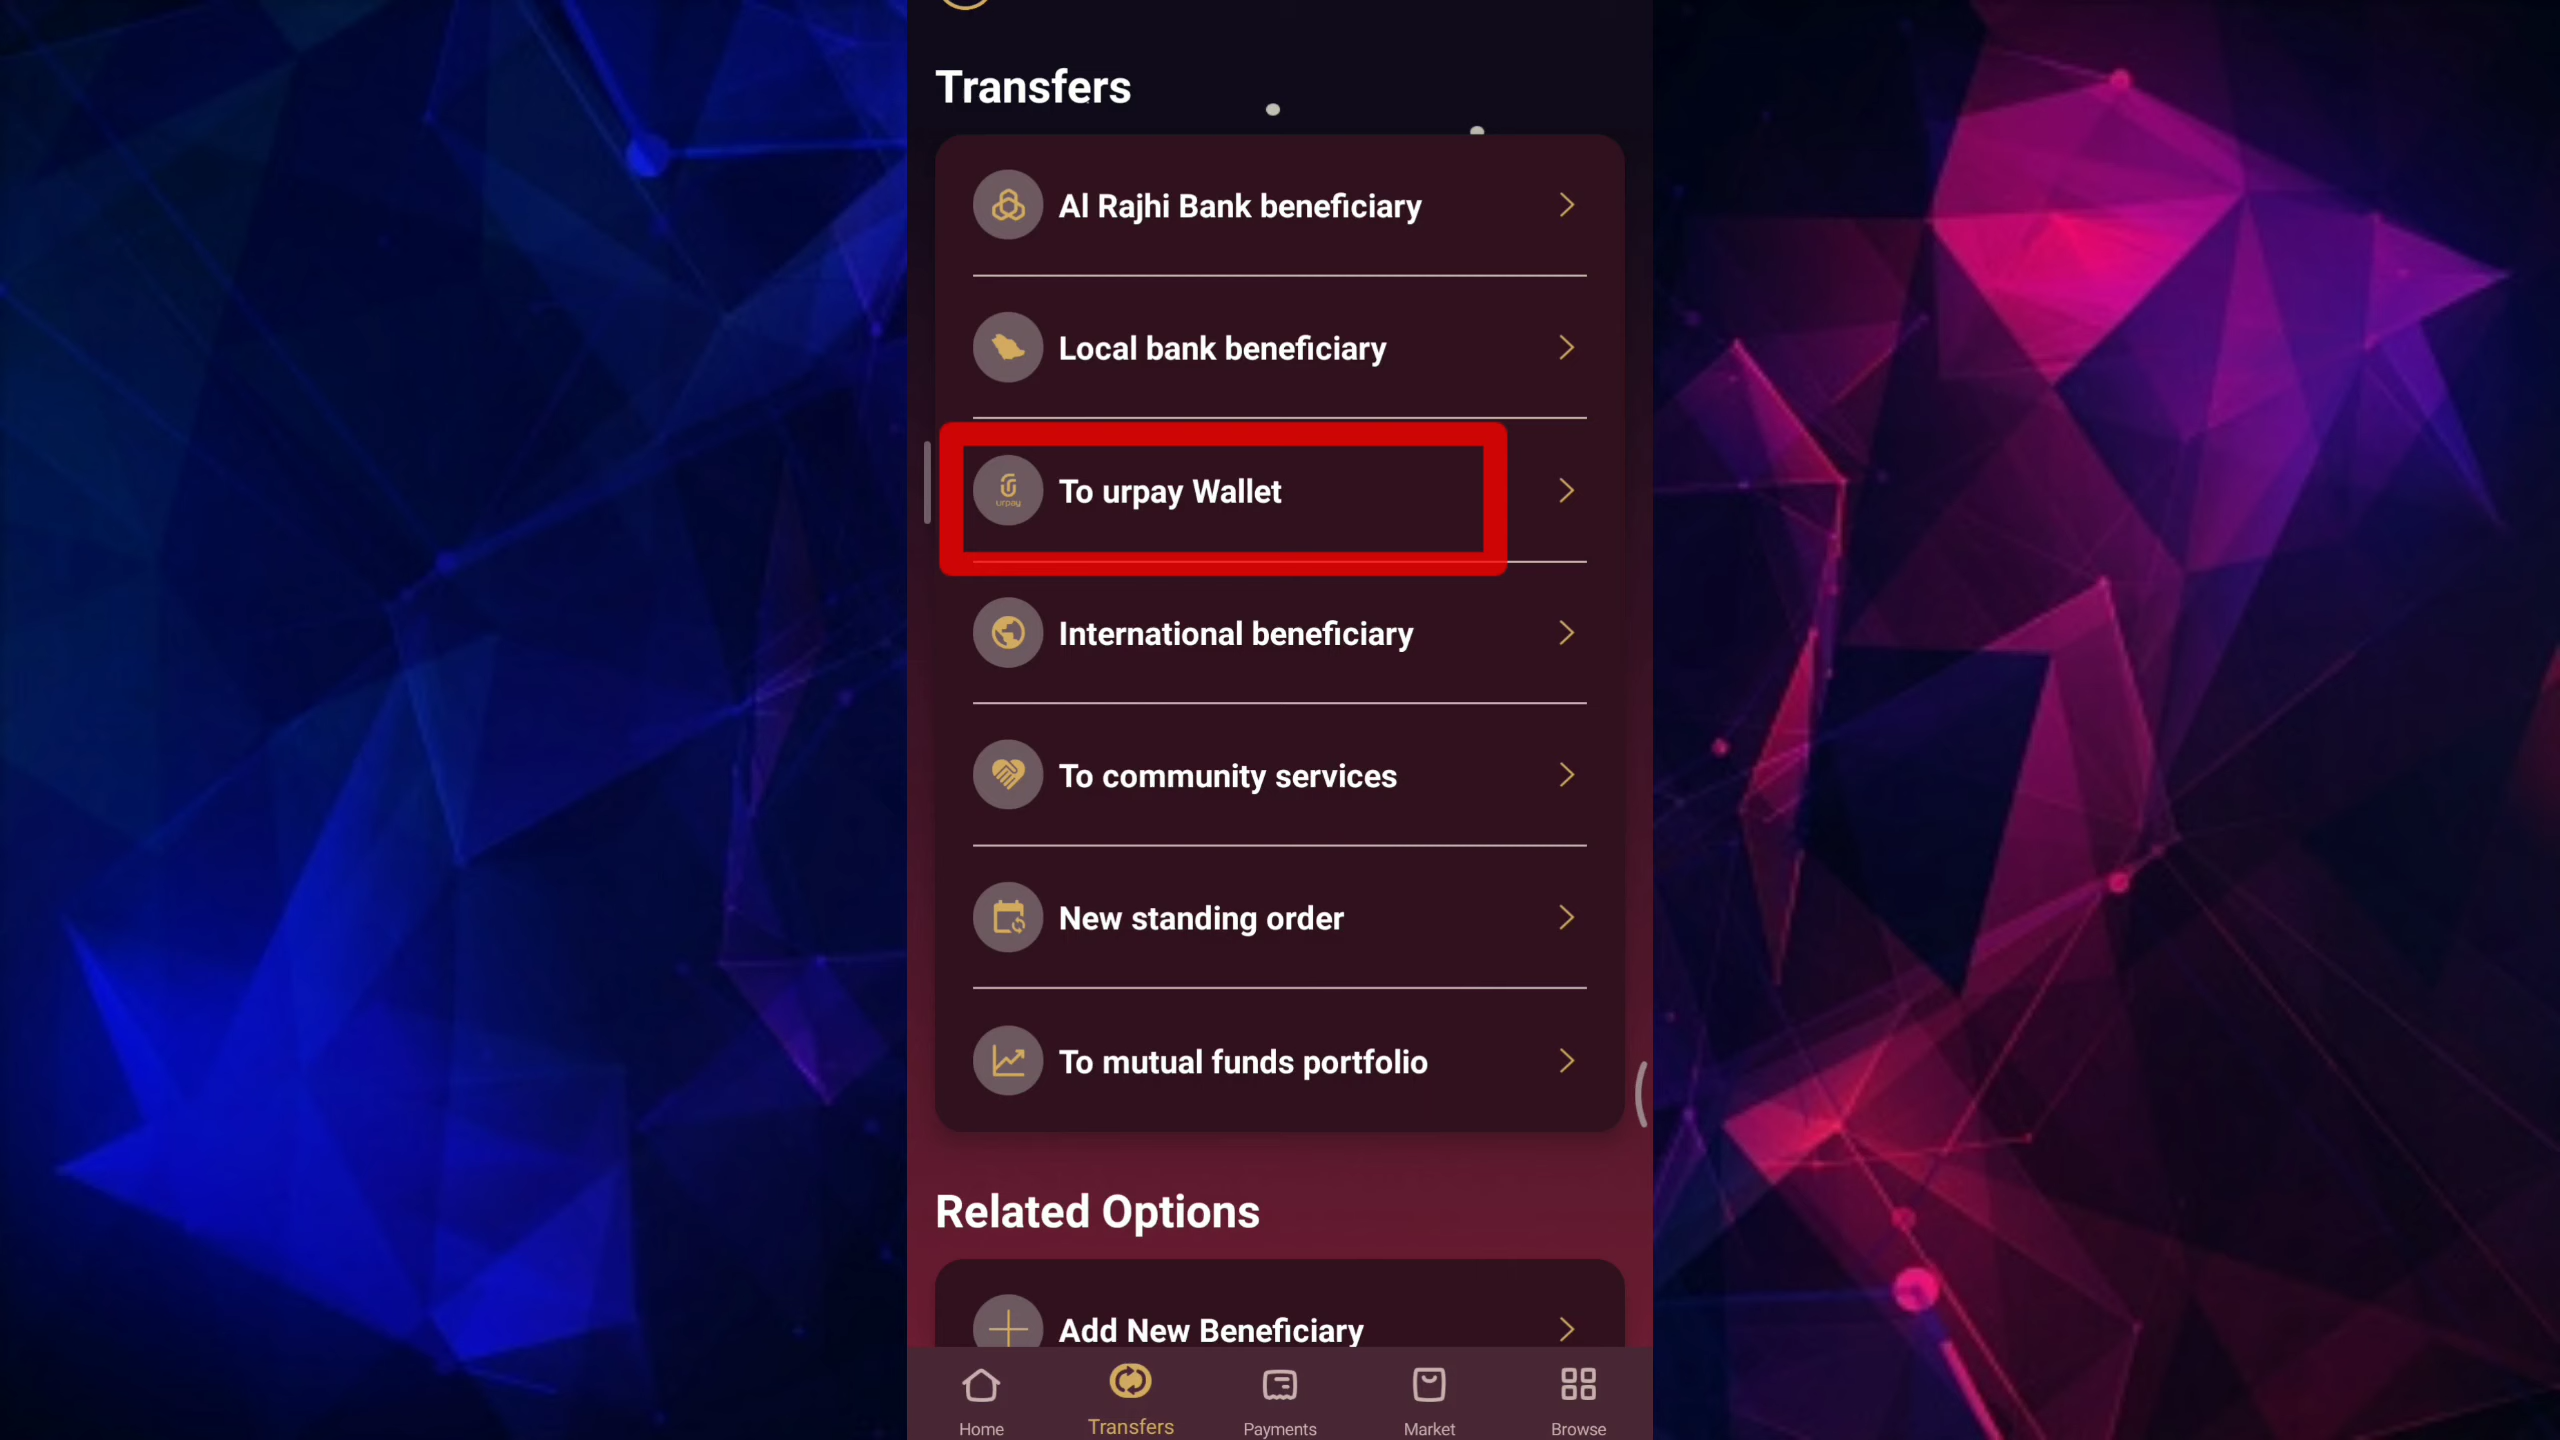 Transfers
Al Rajhi Bank beneficiary
Local bank beneficiary
urpay
To urpay Wallet
International beneficiary
To community services
New standing order
To mutual funds portfolio
Related Options
Add New Beneficiary
Home
Transfers
Payments
Market
Browse